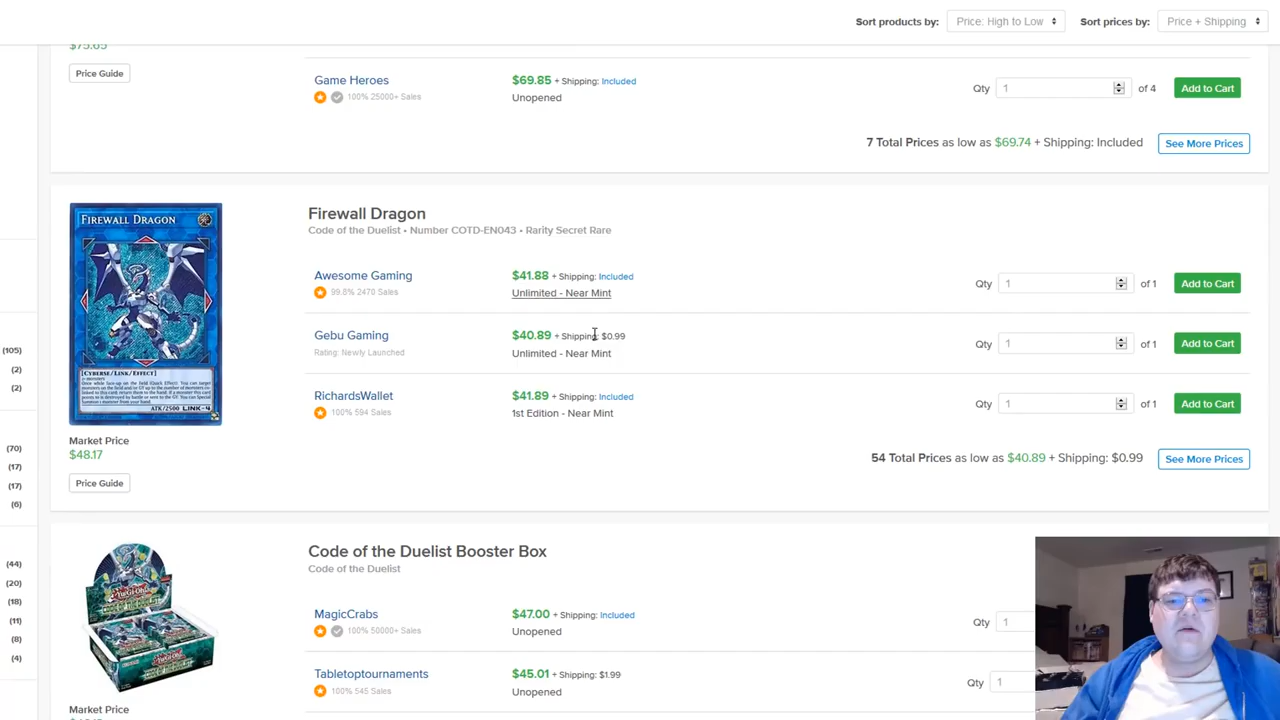 Sort products by: Price: High to Low Sort prices by: Price + Shipping
$75.65
Price Guide
Game Heroes $69.85 + Shipping: Included
100% 25000+ Sales Unopened
Qty 1 of 4 Add to Cart
7 Total Prices as low as $69.74 + Shipping: Included See More Prices
FIREWALL DRAGON
[CYBERSE/LINK/EFFECT]
ATK/2500 LINK-4
Market Price
$48.17
Price Guide
Firewall Dragon
Code of the Duelist • Number COTD-EN043 • Rarity Secret Rare
Awesome Gaming $41.88 + Shipping: Included
99.8% 2470 Sales Unlimited - Near Mint
Qty 1 of 1 Add to Cart
Gebu Gaming $40.89 + Shipping: $0.99
Rating: Newly Launched Unlimited - Near Mint
Qty 1 of 1 Add to Cart
RichardsWallet $41.89 + Shipping: Included
100% 594 Sales 1st Edition - Near Mint
Qty 1 of 1 Add to Cart
54 Total Prices as low as $40.89 + Shipping: $0.99 See More Prices
(105)
(2)
(2)
(70)
(17)
(17)
(6)
(44)
(20)
(18)
(11)
(8)
(4)
Code of the Duelist Booster Box
Code of the Duelist
MagicCrabs $47.00 + Shipping: Included
100% 50000+ Sales Unopened
Qty 1
Tabletoptournaments $45.01 + Shipping: $1.99
100% 545 Sales Unopened
Qty 1
Market Price